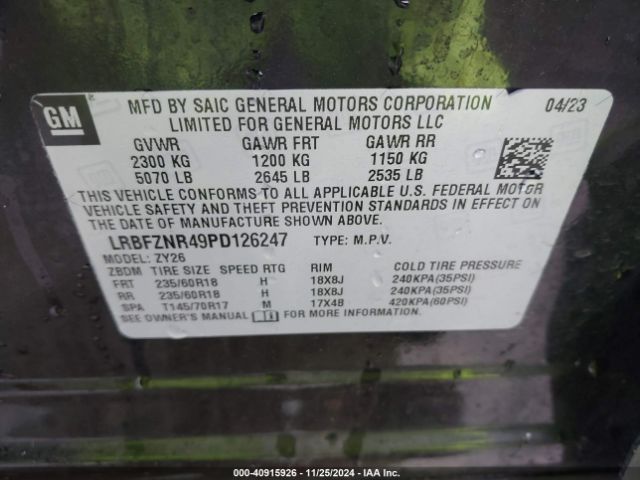 GM
MFD BY SAIC GENERAL MOTORS CORPORATION 04/23
LIMITED FOR GENERAL MOTORS LLC
GVWR GAWR FRT GAWR RR
2300 KG 1200 KG 1150 KG
5070 LB 2645 LB 2535 LB
THIS VEHICLE CONFORMS TO ALL APPLICABLE U.S. FEDERAL MOTOR
VEHICLE SAFETY AND THEFT PREVENTION STANDARDS IN EFFECT ON
THE DATE OF MANUFACTURE SHOWN ABOVE.
LRBFZNR49PD126247 TYPE: M.P.V.
MODEL: ZY26
ZBDM TIRE SIZE SPEED RTG RIM COLD TIRE PRESSURE
FRT 235/60R18 H 18X8J 240KPA(35PSI)
RR 235/60R18 H 18X8J 240KPA(35PSI)
SPA T145/70R17 M 17X4B 420KPA(60PSI)
SEE OWNER'S MANUAL FOR MORE INFORMATION.
000-40915926 - 11/25/2024 - IAA Inc.